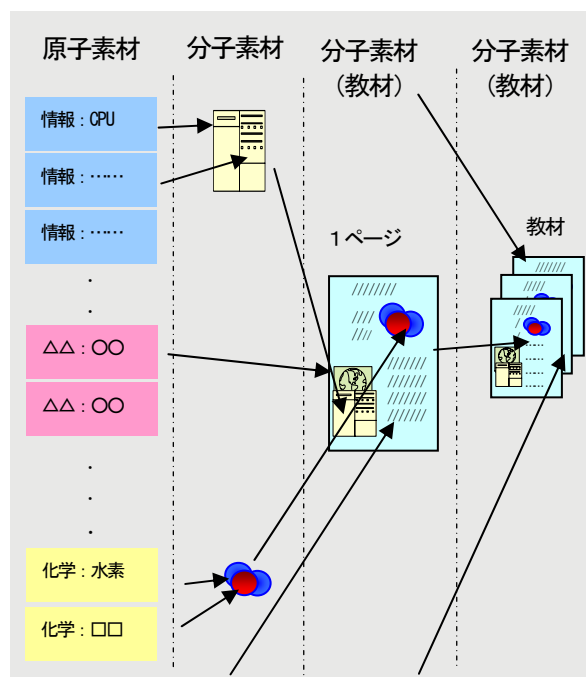 原子素材
分子素材
分子素材
(教材)
分子素材
(教材)
情報：CPU
情報：……
情報：……
・
・
△△：○○
△△：○○
・
・
・
化学：水素
化学：□□
1ページ
教材